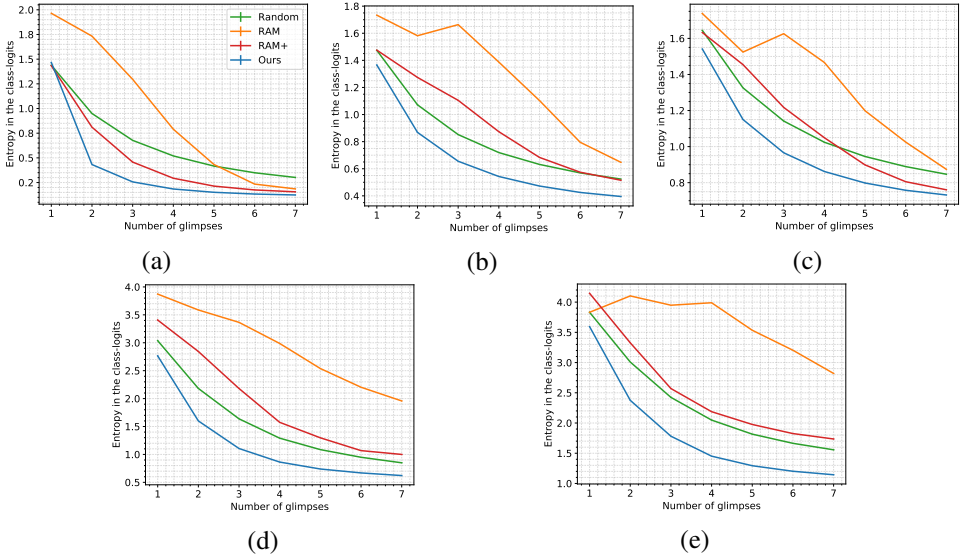 2.0
1.8
1.5
1.2
1.0
0.8
0.5
0.2
Entropy in the class-logits
Random
RAM
RAM+
Ours
1 2 3 4 5 6 7
Number of glimpses
(a)
1.8
1.6
1.4
1.2
1.0
0.8
0.6
0.4
Entropy in the class-logits
1 2 3 4 5 6 7
Number of glimpses
(b)
1.6
1.4
1.2
1.0
0.8
Entropy in the class-logits
1 2 3 4 5 6 7
Number of glimpses
(c)
4.0
3.5
3.0
2.5
2.0
1.5
1.0
0.5
Entropy in the class-logits
1 2 3 4 5 6 7
Number of glimpses
(d)
4.0
3.5
3.0
2.5
2.0
1.5
1.0
Entropy in the class-logits
1 2 3 4 5 6 7
Number of glimpses
(e)